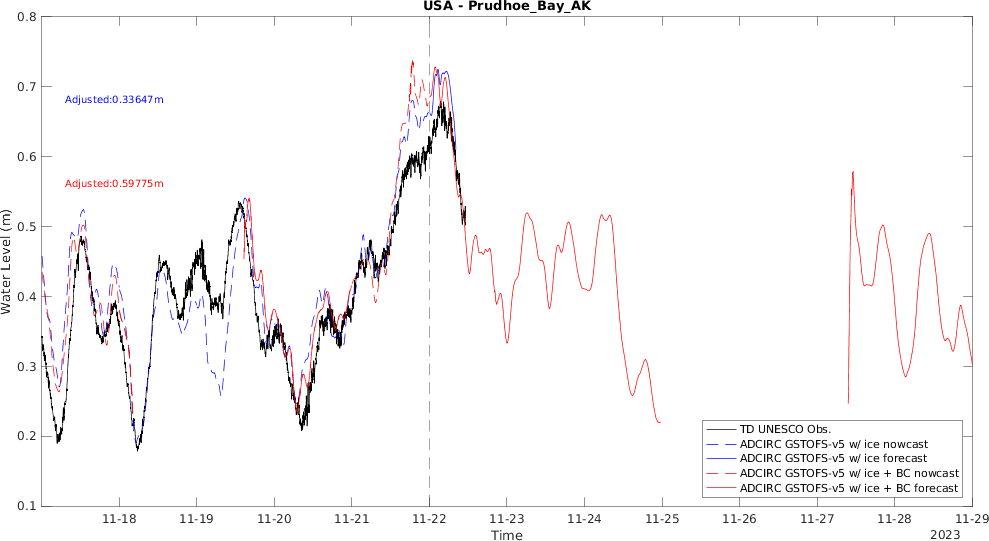 USA - Prudhoe_Bay_AK
0.8
0.7
0.6
0.5
0.4
0.3
0.2
0.1
Water Level (m)
Adjusted:0.33647m
Adjusted:0.59775m
TD UNESCO Obs.
ADCIRC GSTOFS-v5 w/ ice nowcast
ADCIRC GSTOFS-v5 w/ ice forecast
ADCIRC GSTOFS-v5 w/ ice + BC nowcast
ADCIRC GSTOFS-v5 w/ ice + BC forecast
11-18 11-19 11-20 11-21 11-22 11-23 11-24 11-25 11-26 11-27 11-28 11-29
Time
2023